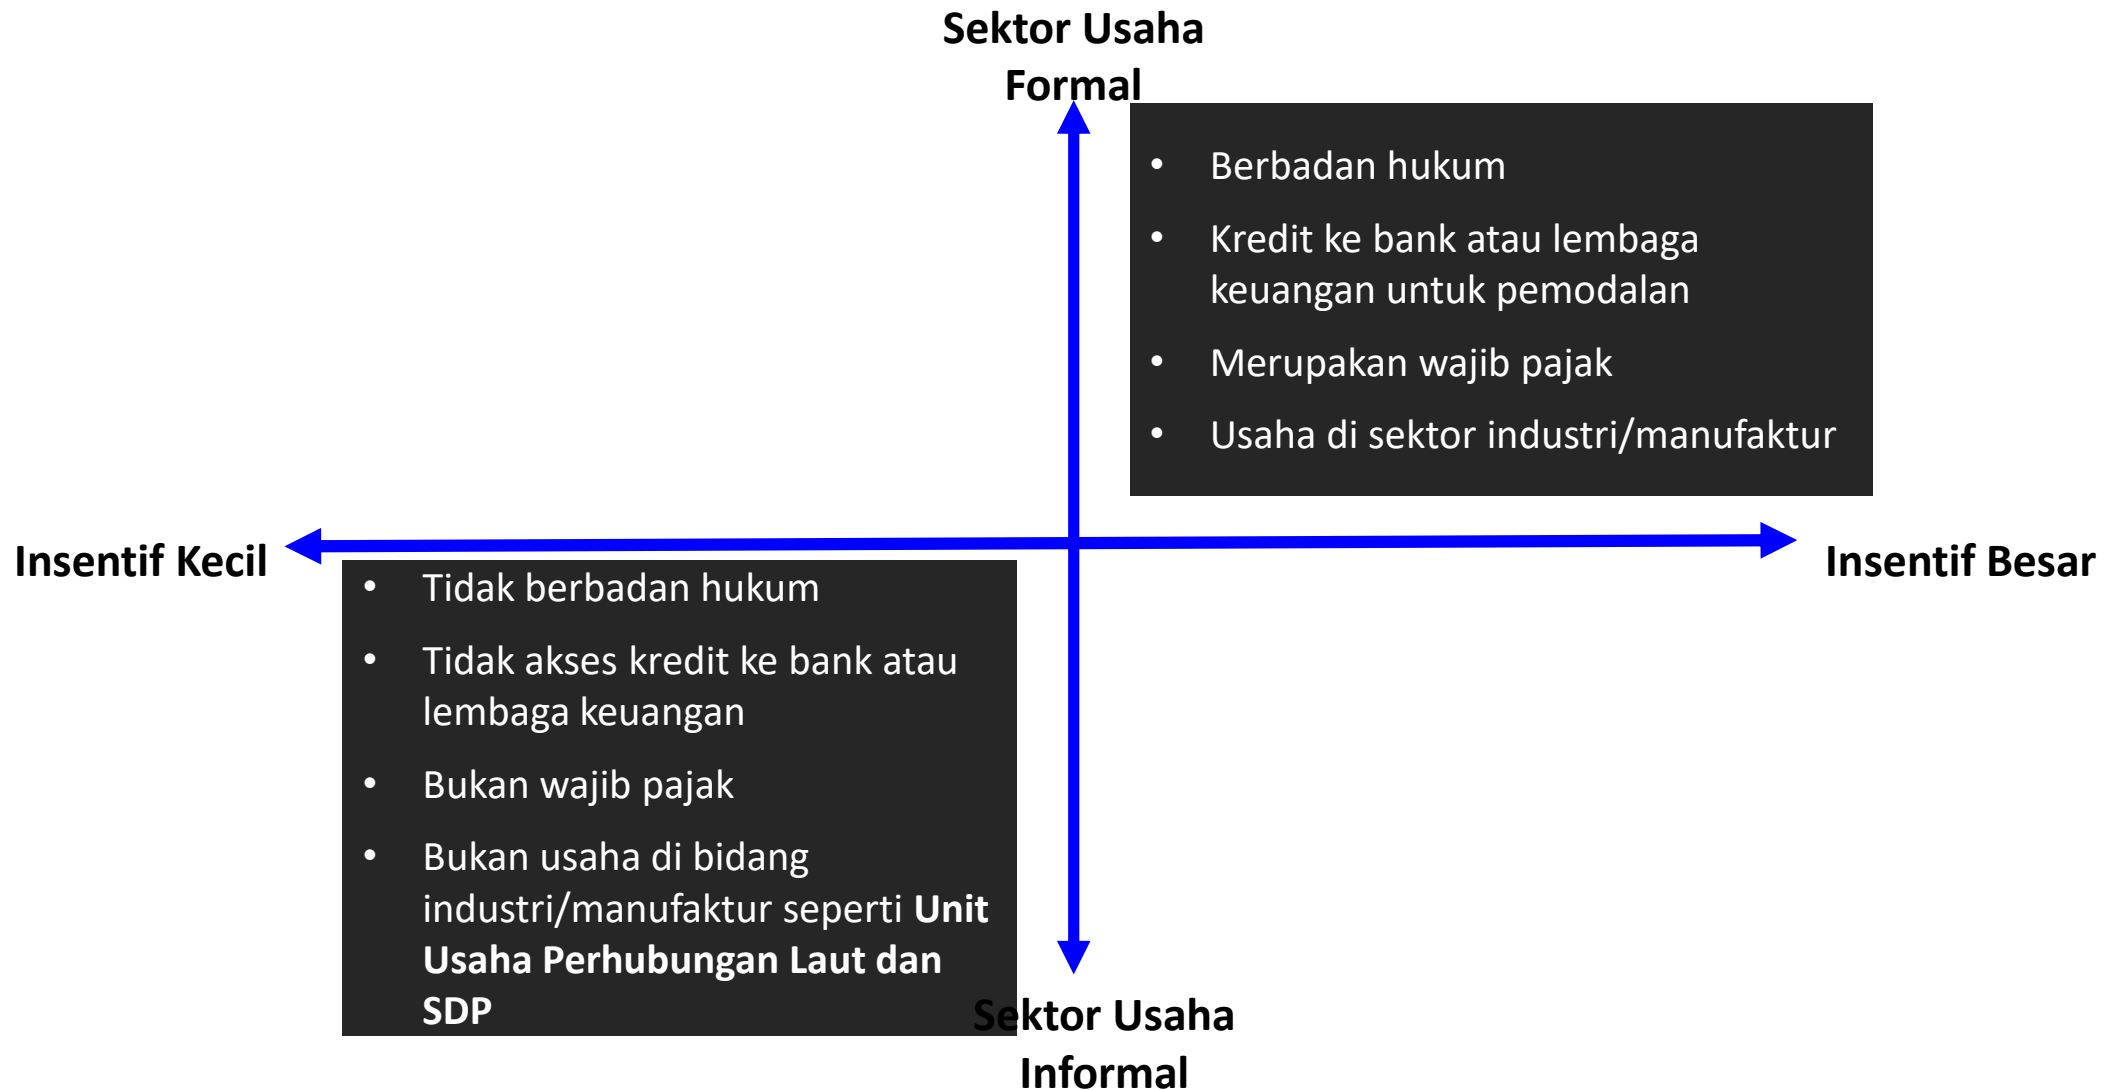 Sektor Usaha
Formal
• Berbadan hukum
• Kredit ke bank atau lembaga
keuangan untuk pemodalan
• Merupakan wajib pajak
• Usaha di sektor industri/manufaktur
Insentif Kecil
Insentif Besar
• Tidak berbadan hukum
• Tidak akses kredit ke bank atau
lembaga keuangan
• Bukan wajib pajak
• Bukan usaha di bidang
industri/manufaktur seperti Unit
Usaha Perhubungan Laut dan
SDP
Sektor Usaha
Informal